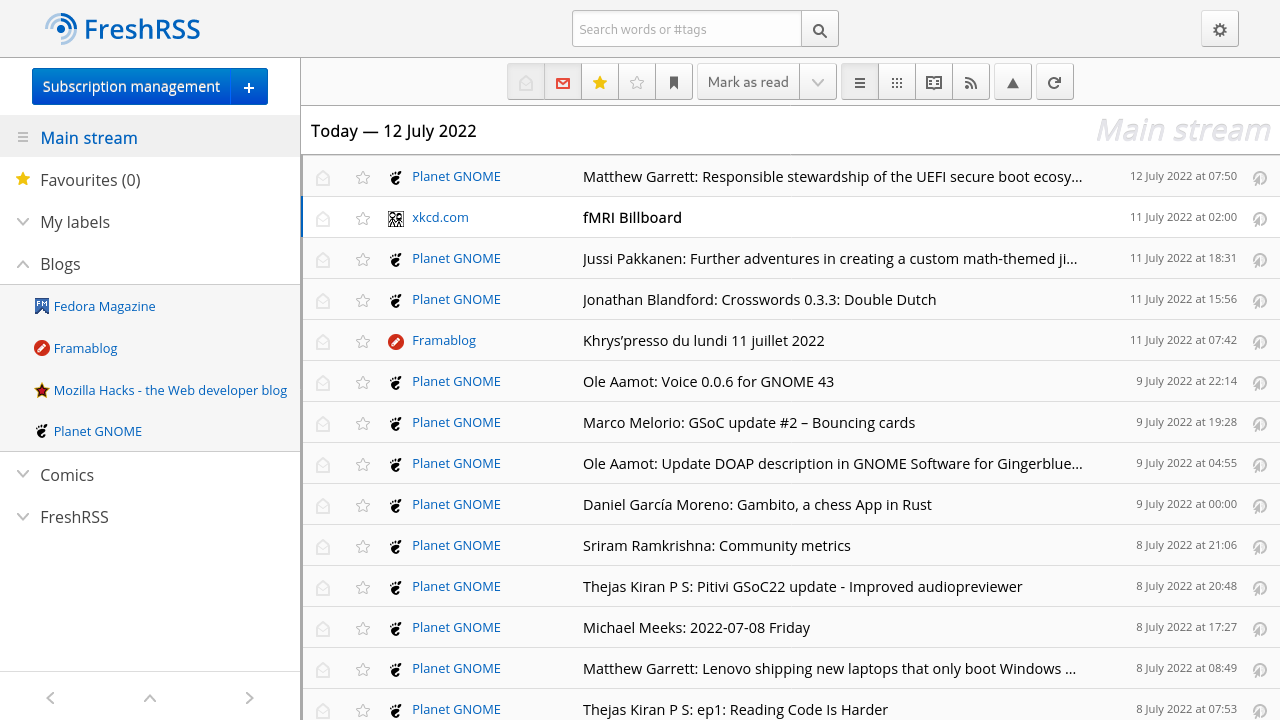 FreshRSS
Search words or #tags
Subscription management
Mark as read
Main stream
Favourites (0)
My labels
Blogs
Fedora Magazine
Framablog
Mozilla Hacks - the Web developer blog
Planet GNOME
Comics
FreshRSS
Today — 12 July 2022
Main stream
Planet GNOME Matthew Garrett: Responsible stewardship of the UEFI secure boot ecosy... 12 July 2022 at 07:50
xkcd.com fMRI Billboard 11 July 2022 at 02:00
Planet GNOME Jussi Pakkanen: Further adventures in creating a custom math-themed ji... 11 July 2022 at 18:31
Planet GNOME Jonathan Blandford: Crosswords 0.3.3: Double Dutch 11 July 2022 at 15:56
Framablog Khrys’presso du lundi 11 juillet 2022 11 July 2022 at 07:42
Planet GNOME Ole Aamot: Voice 0.0.6 for GNOME 43 9 July 2022 at 22:14
Planet GNOME Marco Melorio: GSoC update #2 – Bouncing cards 9 July 2022 at 19:28
Planet GNOME Ole Aamot: Update DOAP description in GNOME Software for Gingerblue... 9 July 2022 at 04:55
Planet GNOME Daniel García Moreno: Gambito, a chess App in Rust 9 July 2022 at 00:00
Planet GNOME Sriram Ramkrishna: Community metrics 8 July 2022 at 21:06
Planet GNOME Thejas Kiran P S: Pitivi GSoC22 update - Improved audiopreviewer 8 July 2022 at 20:48
Planet GNOME Michael Meeks: 2022-07-08 Friday 8 July 2022 at 17:27
Planet GNOME Matthew Garrett: Lenovo shipping new laptops that only boot Windows ... 8 July 2022 at 08:49
Planet GNOME Thejas Kiran P S: ep1: Reading Code Is Harder 8 July 2022 at 07:53